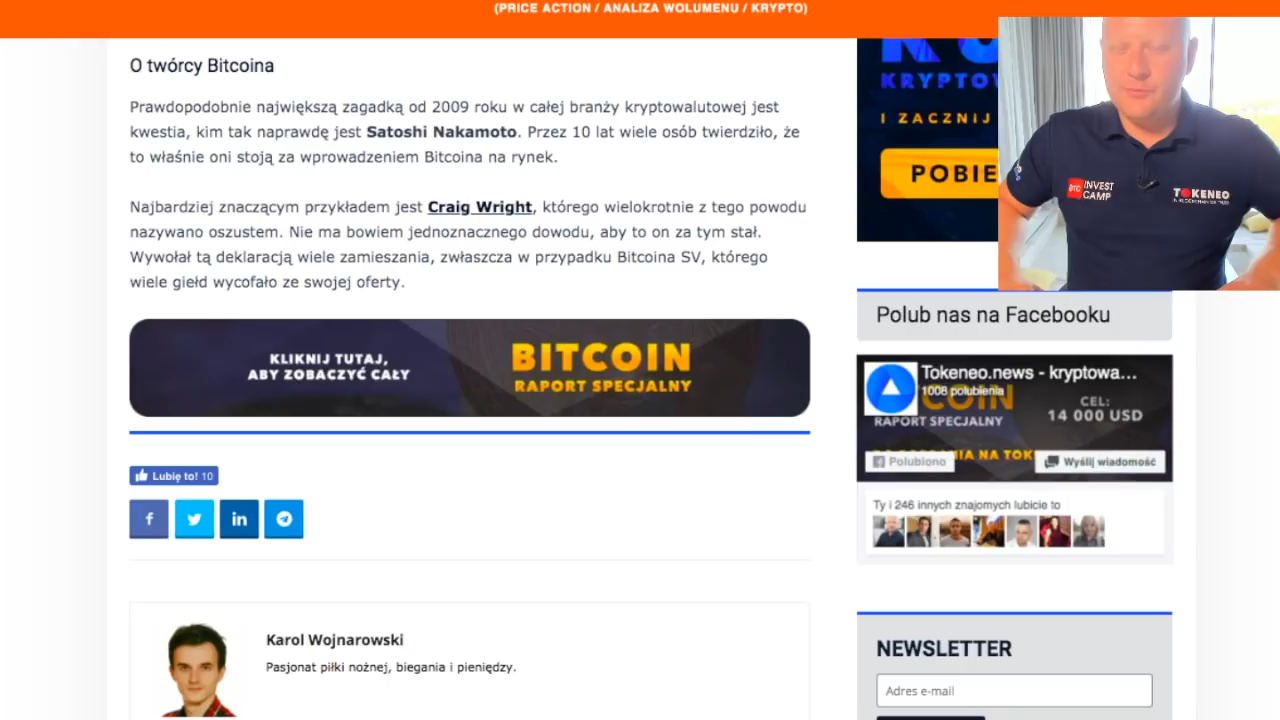 (PRICE ACTION / ANALIZA WOLUMENU / KRYPTO)
O twórcy Bitcoina
Prawdopodobnie największą zagadką od 2009 roku w całej branży kryptowalutowej jest
kwestia, kim tak naprawdę jest Satoshi Nakamoto. Przez 10 lat wiele osób twierdziło, że
to właśnie oni stoją za wprowadzeniem Bitcoina na rynek.
Najbardziej znaczącym przykładem jest Craig Wright, którego wielokrotnie z tego powodu
nazywano oszustem. Nie ma bowiem jednoznacznego dowodu, aby to on za tym stał.
Wywołał tą deklaracją wiele zamieszania, zwłaszcza w przypadku Bitcoina SV, którego
wiele giełd wycofało ze swojej oferty.
KLIKNIJ TUTAJ,
ABY ZOBACZYĆ CAŁY
BITCOIN
RAPORT SPECJALNY
Lubię to! 10
Karol Wojnarowski
Pasjonat piłki nożnej, biegania i pieniędzy.
KRYPTOW
I ZACZNIJ
POBIE
BTC INVEST
CAMP
TOKENEO
Polub nas na Facebooku
Tokeneo.news - kryptowa...
1008 polubienia
COIN
RAPORT SPECJALNY
CEL:
14 000 USD
NA TOK
Polubiono
Wyślij wiadomość
Ty i 246 innych znajomych lubicie to
NEWSLETTER
Adres e-mail